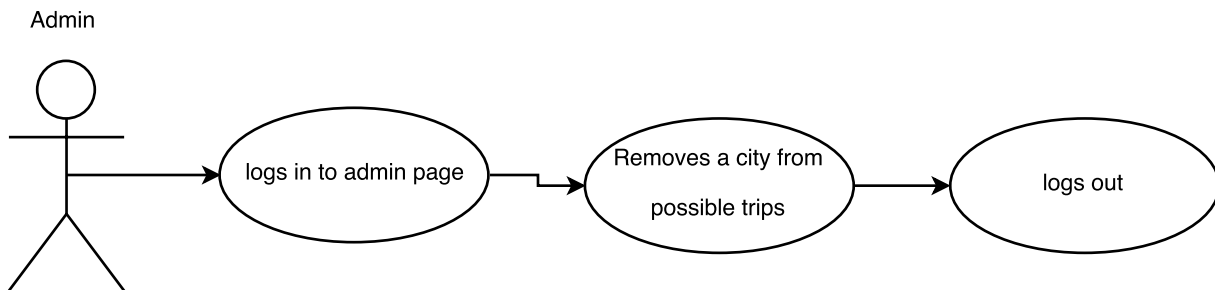 Admin
logs in to admin page
Removes a city from
possible trips
logs out